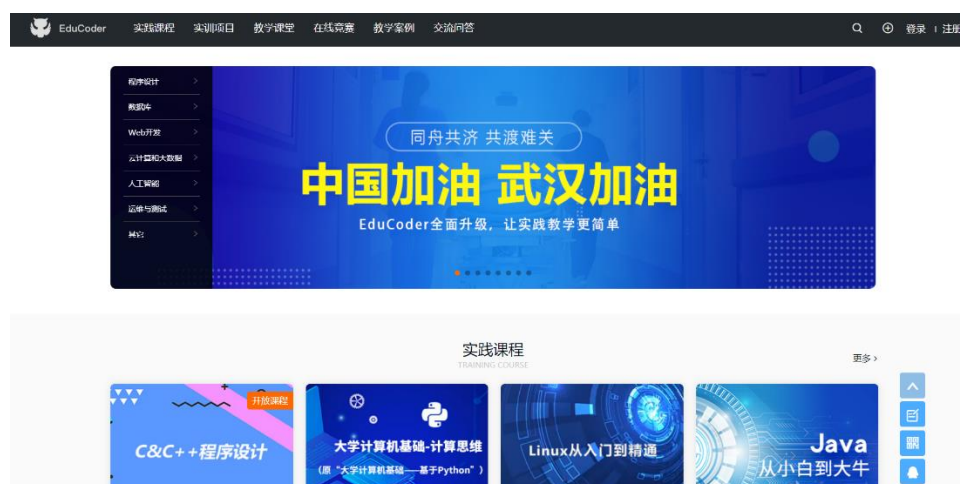 EduCoder 实践课程 实训项目 教学课堂 在线竞赛 教学案例 交流问答 登录 | 注册
程序设计
数据库
Web开发
云计算和大数据
人工智能
运维与测试
其它
同舟共济 共渡难关
中国加油 武汉加油
EduCoder全面升级，让实践教学更简单
实践课程
TRAINING COURSE
更多
开放课程
C&C++程序设计
大学计算机基础-计算思维
(原“大学计算机基础——基于Python”)
Linux从入门到精通
Java
从小白到大牛